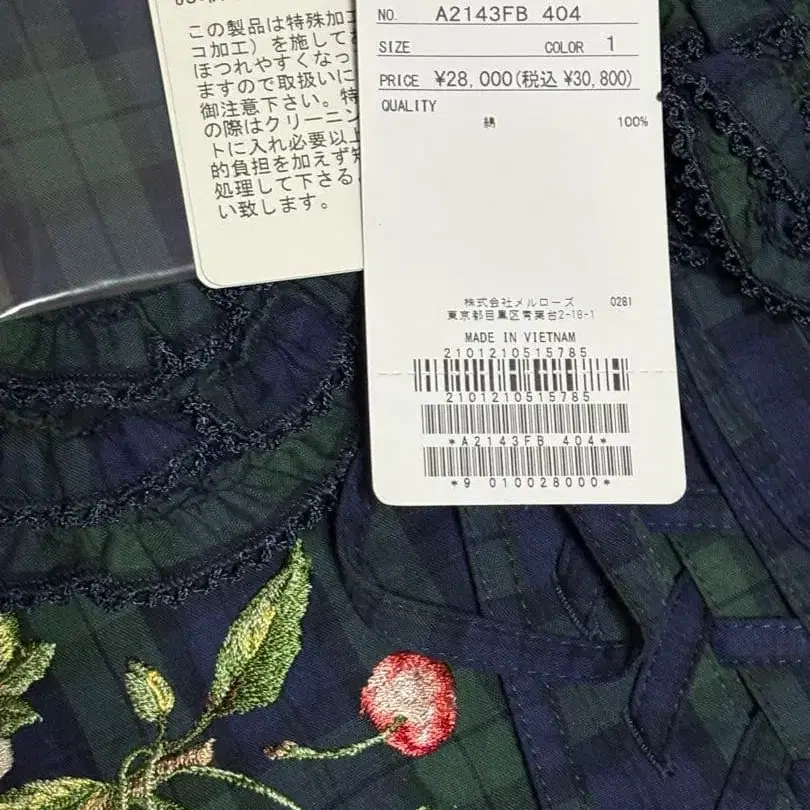 この製品は特殊加工
コ加工）を施してお
ほつれやすくなっ
ますので取扱いに
御注意下さい。特
の際はクリーニン
トに入れ必要以上
的負担を加えず短
処理して下さる
い致します。
NO. A2143FB 404
SIZE COLOR 1
PRICE ¥28,000(税込 ¥30,800)
QUALITY
綿 100%
株式会社メルローズ 0281
東京都目黒区青葉台2-18-1
MADE IN VIETNAM
2101210515785
2101210515785
*A2143FB 404*
*9 010028000*